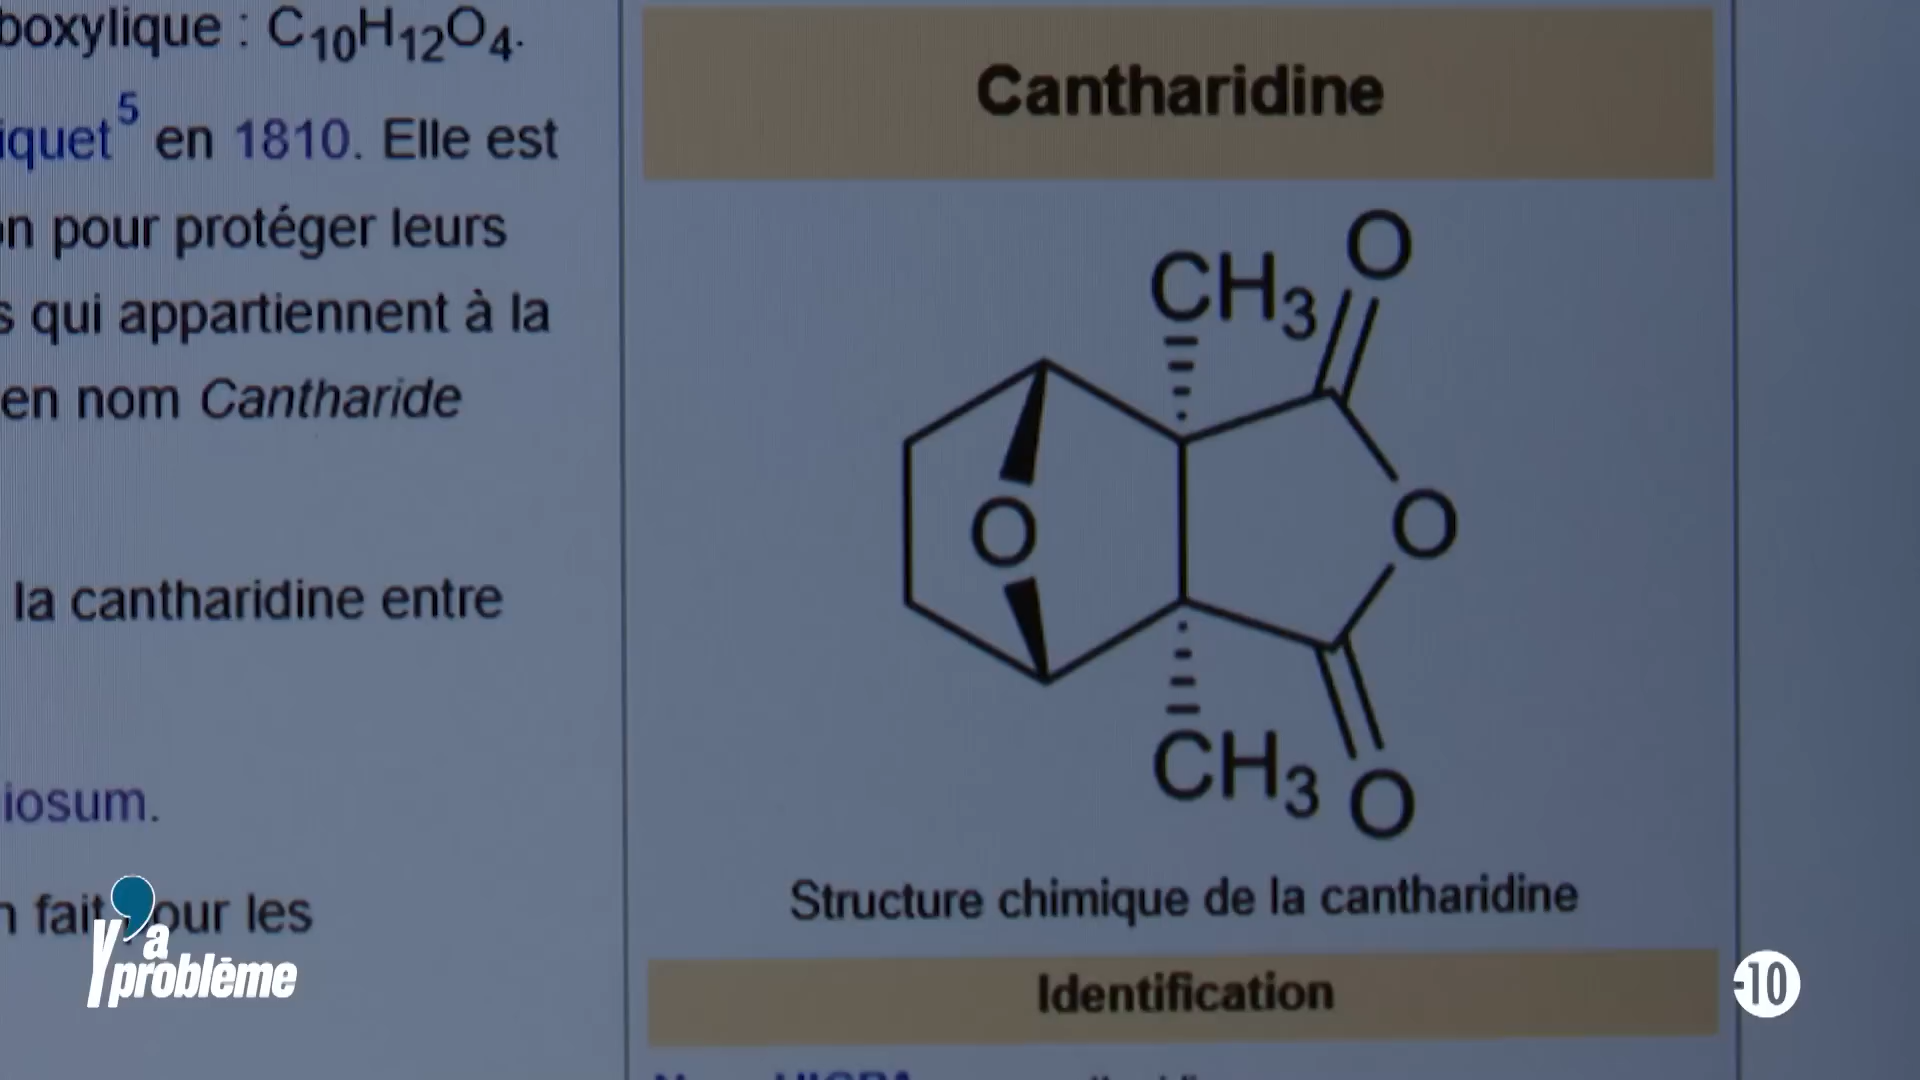 boxylique : C10H12O4.
iquet5 en 1810. Elle est
on pour protéger leurs
s qui appartiennent à la
en nom Cantharide
la cantharidine entre
iosum.
fait pour les
Cantharidine
CH3
O
O
O
CH3
O
Structure chimique de la cantharidine
Identification
Y'a
problème
-10